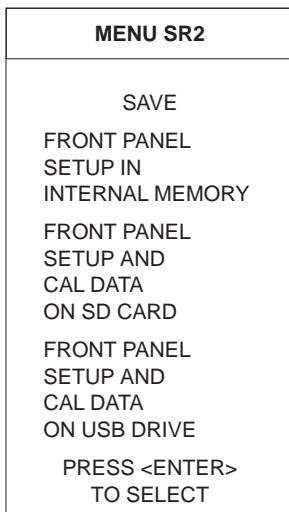 MENU SR2
SAVE
FRONT PANEL
SETUP IN
INTERNAL MEMORY
FRONT PANEL
SETUP AND
CAL DATA
ON SD CARD
FRONT PANEL
SETUP AND
CAL DATA
ON USB DRIVE
PRESS <ENTER>
TO SELECT